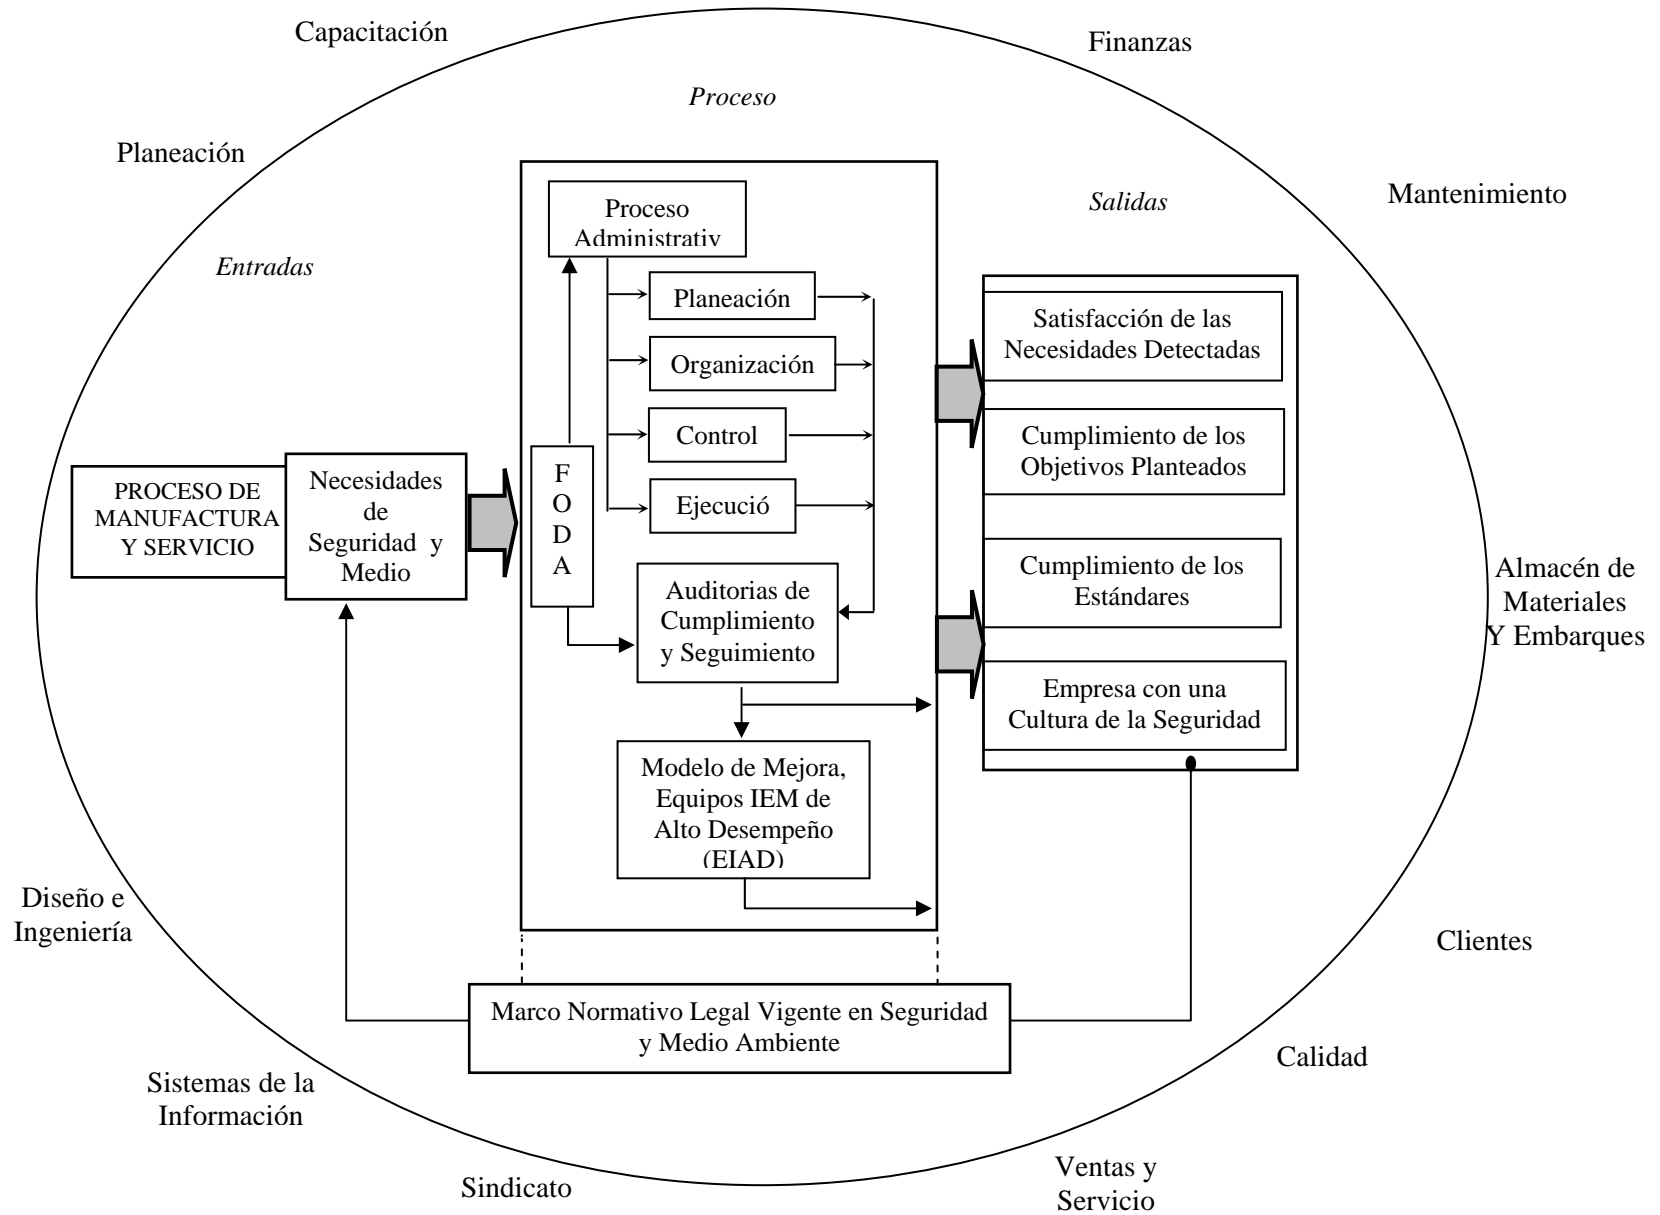 Capacitación
Finanzas
Proceso
Planeación
Mantenimiento
Salidas
Entradas
Proceso
Administrativ
Planeación
Organización
Control
Ejecució
F
O
D
A
PROCESO DE
MANUFACTURA
Y SERVICIO
Necesidades
de
Seguridad y
Medio
Auditorias de
Cumplimiento
y Seguimiento
Modelo de Mejora,
Equipos IEM de
Alto Desempeño
(EIAD)
Satisfacción de las
Necesidades Detectadas
Cumplimiento de los
Objetivos Planteados
Cumplimiento de los
Estándares
Empresa con una
Cultura de la Seguridad
Almacén de
Materiales
Y Embarques
Diseño e
Ingeniería
Clientes
Marco Normativo Legal Vigente en Seguridad
y Medio Ambiente
Calidad
Sistemas de la
Información
Sindicato
Ventas y
Servicio